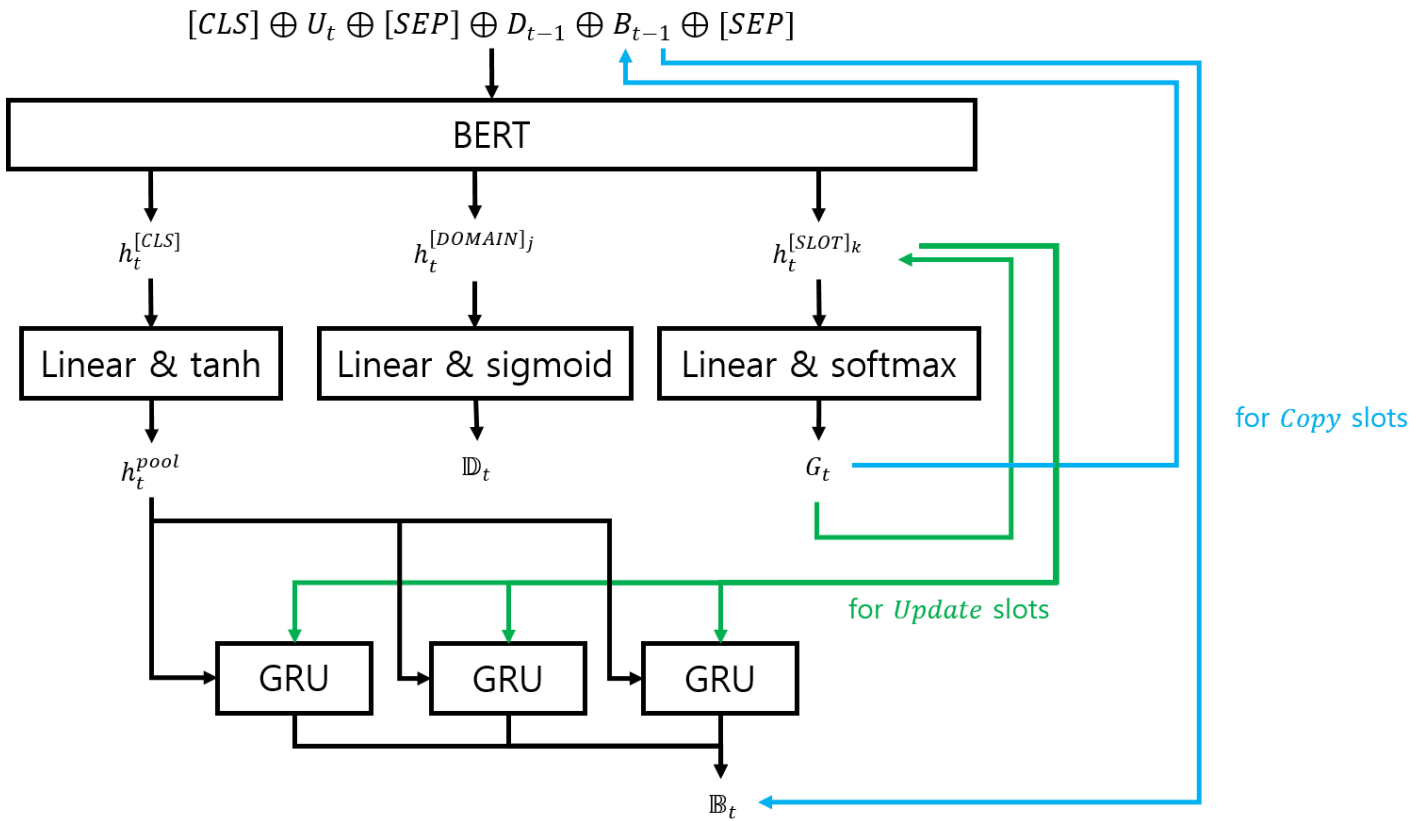 [CLS] ⊕ U_t ⊕ [SEP] ⊕ D_{t−1} ⊕ B_{t−1} ⊕ [SEP]
BERT
h_t^{[CLS]} h_t^{[DOMAIN]_j} h_t^{[SLOT]_k}
Linear & tanh Linear & sigmoid Linear & softmax
for Copy slots
h_t^{pool} 𝔻_t G_t
for Update slots
GRU GRU GRU
𝔹_t